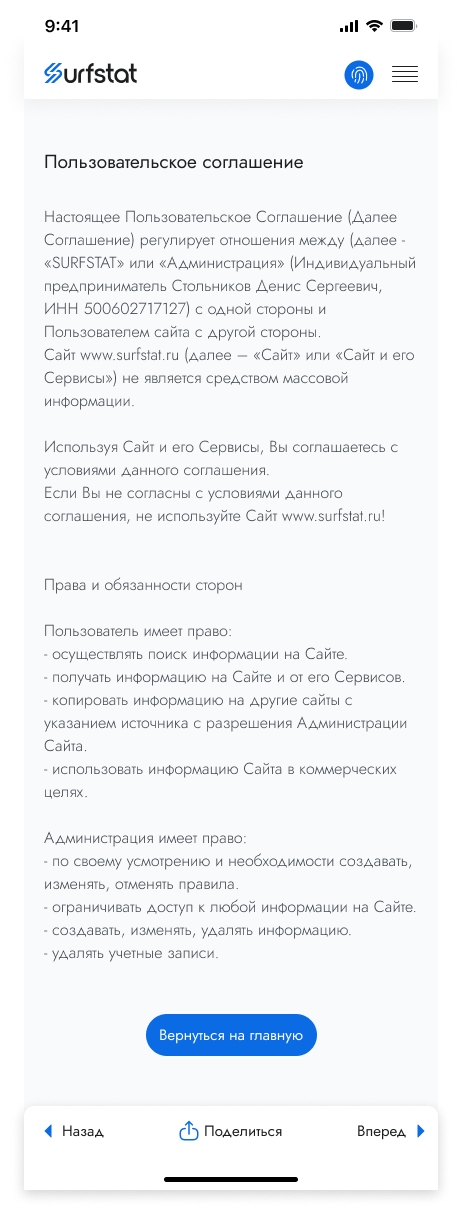 9:41
Surfstat
Пользовательское соглашение
Настоящее Пользовательское Соглашение (Далее
Соглашение) регулирует отношения между (далее -
«SURFSTAT» или «Администрация» (Индивидуальный
предприниматель Стольников Денис Сергеевич,
ИНН 500602717127) с одной стороны и
Пользователем сайта с другой стороны.
Сайт www.surfstat.ru (далее – «Сайт» или «Сайт и его
Сервисы») не является средством массовой
информации.
Используя Сайт и его Сервисы, Вы соглашаетесь с
условиями данного соглашения.
Если Вы не согласны с условиями данного
соглашения, не используйте Сайт www.surfstat.ru!
Права и обязанности сторон
Пользователь имеет право:
- осуществлять поиск информации на Сайте.
- получать информацию на Сайте и от его Сервисов.
- копировать информацию на другие сайты с
указанием источника с разрешения Администрации
Сайта.
- использовать информацию Сайта в коммерческих
целях.
Администрация имеет право:
- по своему усмотрению и необходимости создавать,
изменять, отменять правила.
- ограничивать доступ к любой информации на Сайте.
- создавать, изменять, удалять информацию.
- удалять учетные записи.
Вернуться на главную
Назад Поделиться Вперед